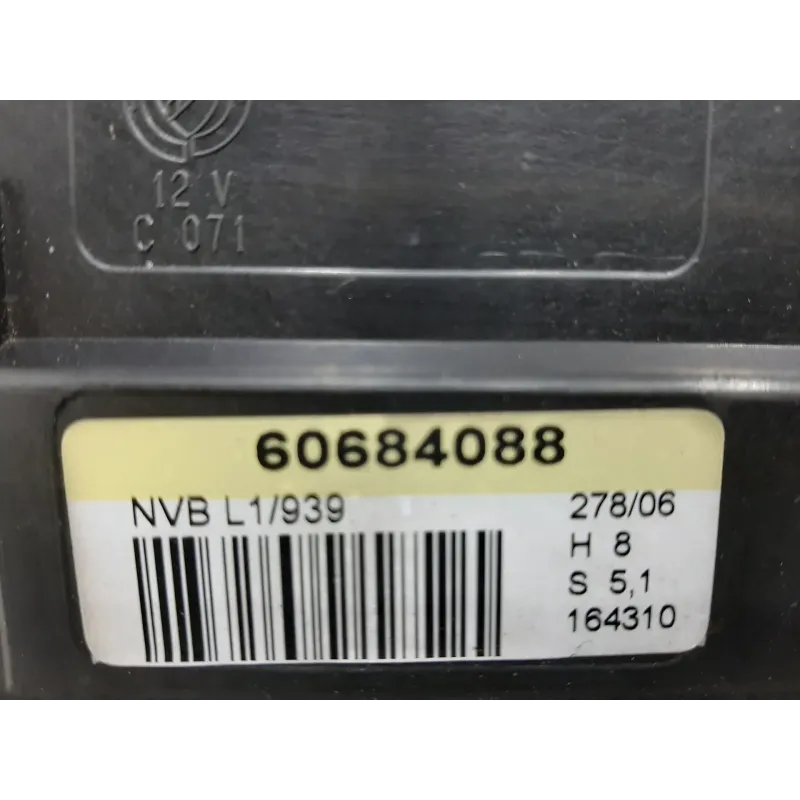 12 V
C 071
60684088
NVB L1/939
278/06
H 8
S 5,1
164310